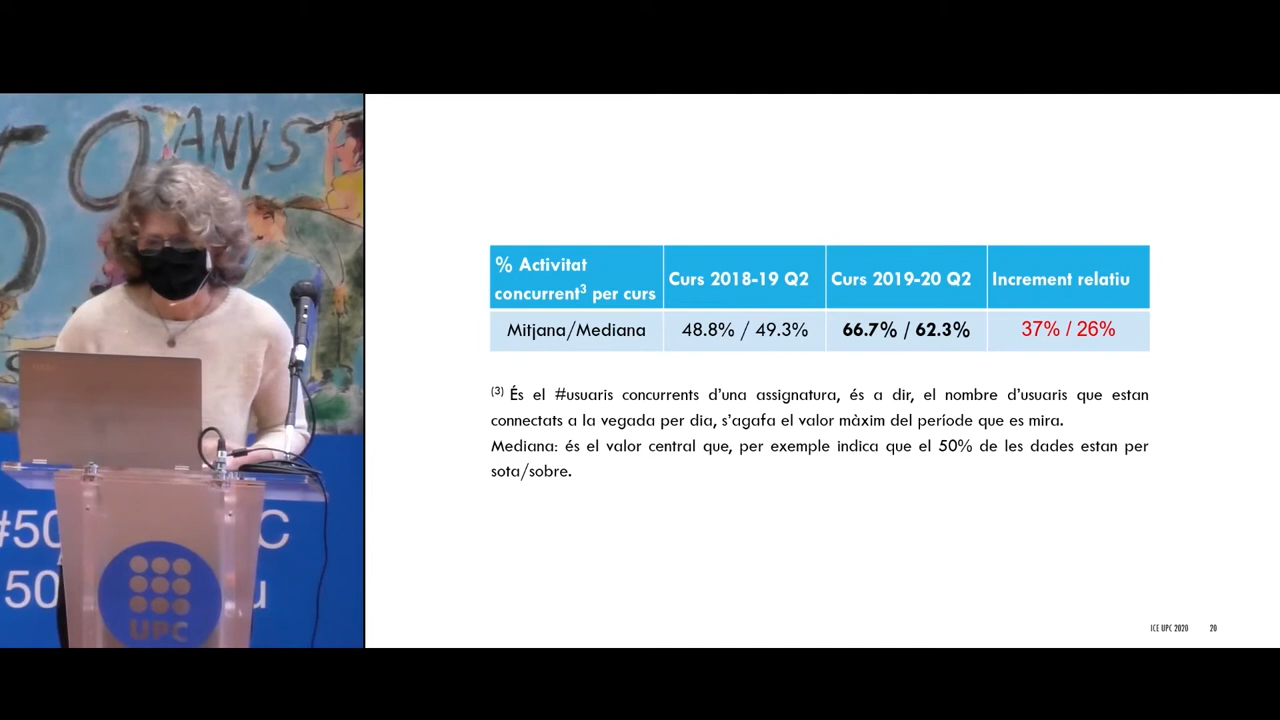 50 ANYS
#50
C
50
u
UPC
% Activitat
concurrent3 per curs
Curs 2018-19 Q2
Curs 2019-20 Q2
Increment relatiu
Mitjana/Mediana
48.8% / 49.3%
66.7% / 62.3%
37% / 26%
(3) És el #usuaris concurrents d'una assignatura, és a dir, el nombre d'usuaris que estan
connectats a la vegada per dia, s'agafa el valor màxim del període que es mira.
Mediana: és el valor central que, per exemple indica que el 50% de les dades estan per
sota/sobre.
ICE UPC 2020
20